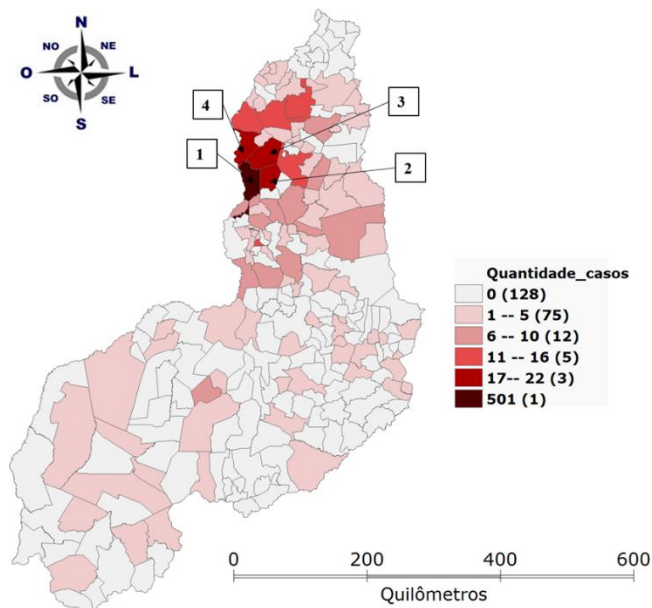 N
NO
NE
O
L
SO
SE
S
4
3
1
2
Quantidade_casos
0 (128)
1 -- 5 (75)
6 -- 10 (12)
11 -- 16 (5)
17-- 22 (3)
501 (1)
0 200 400 600
Quilômetros